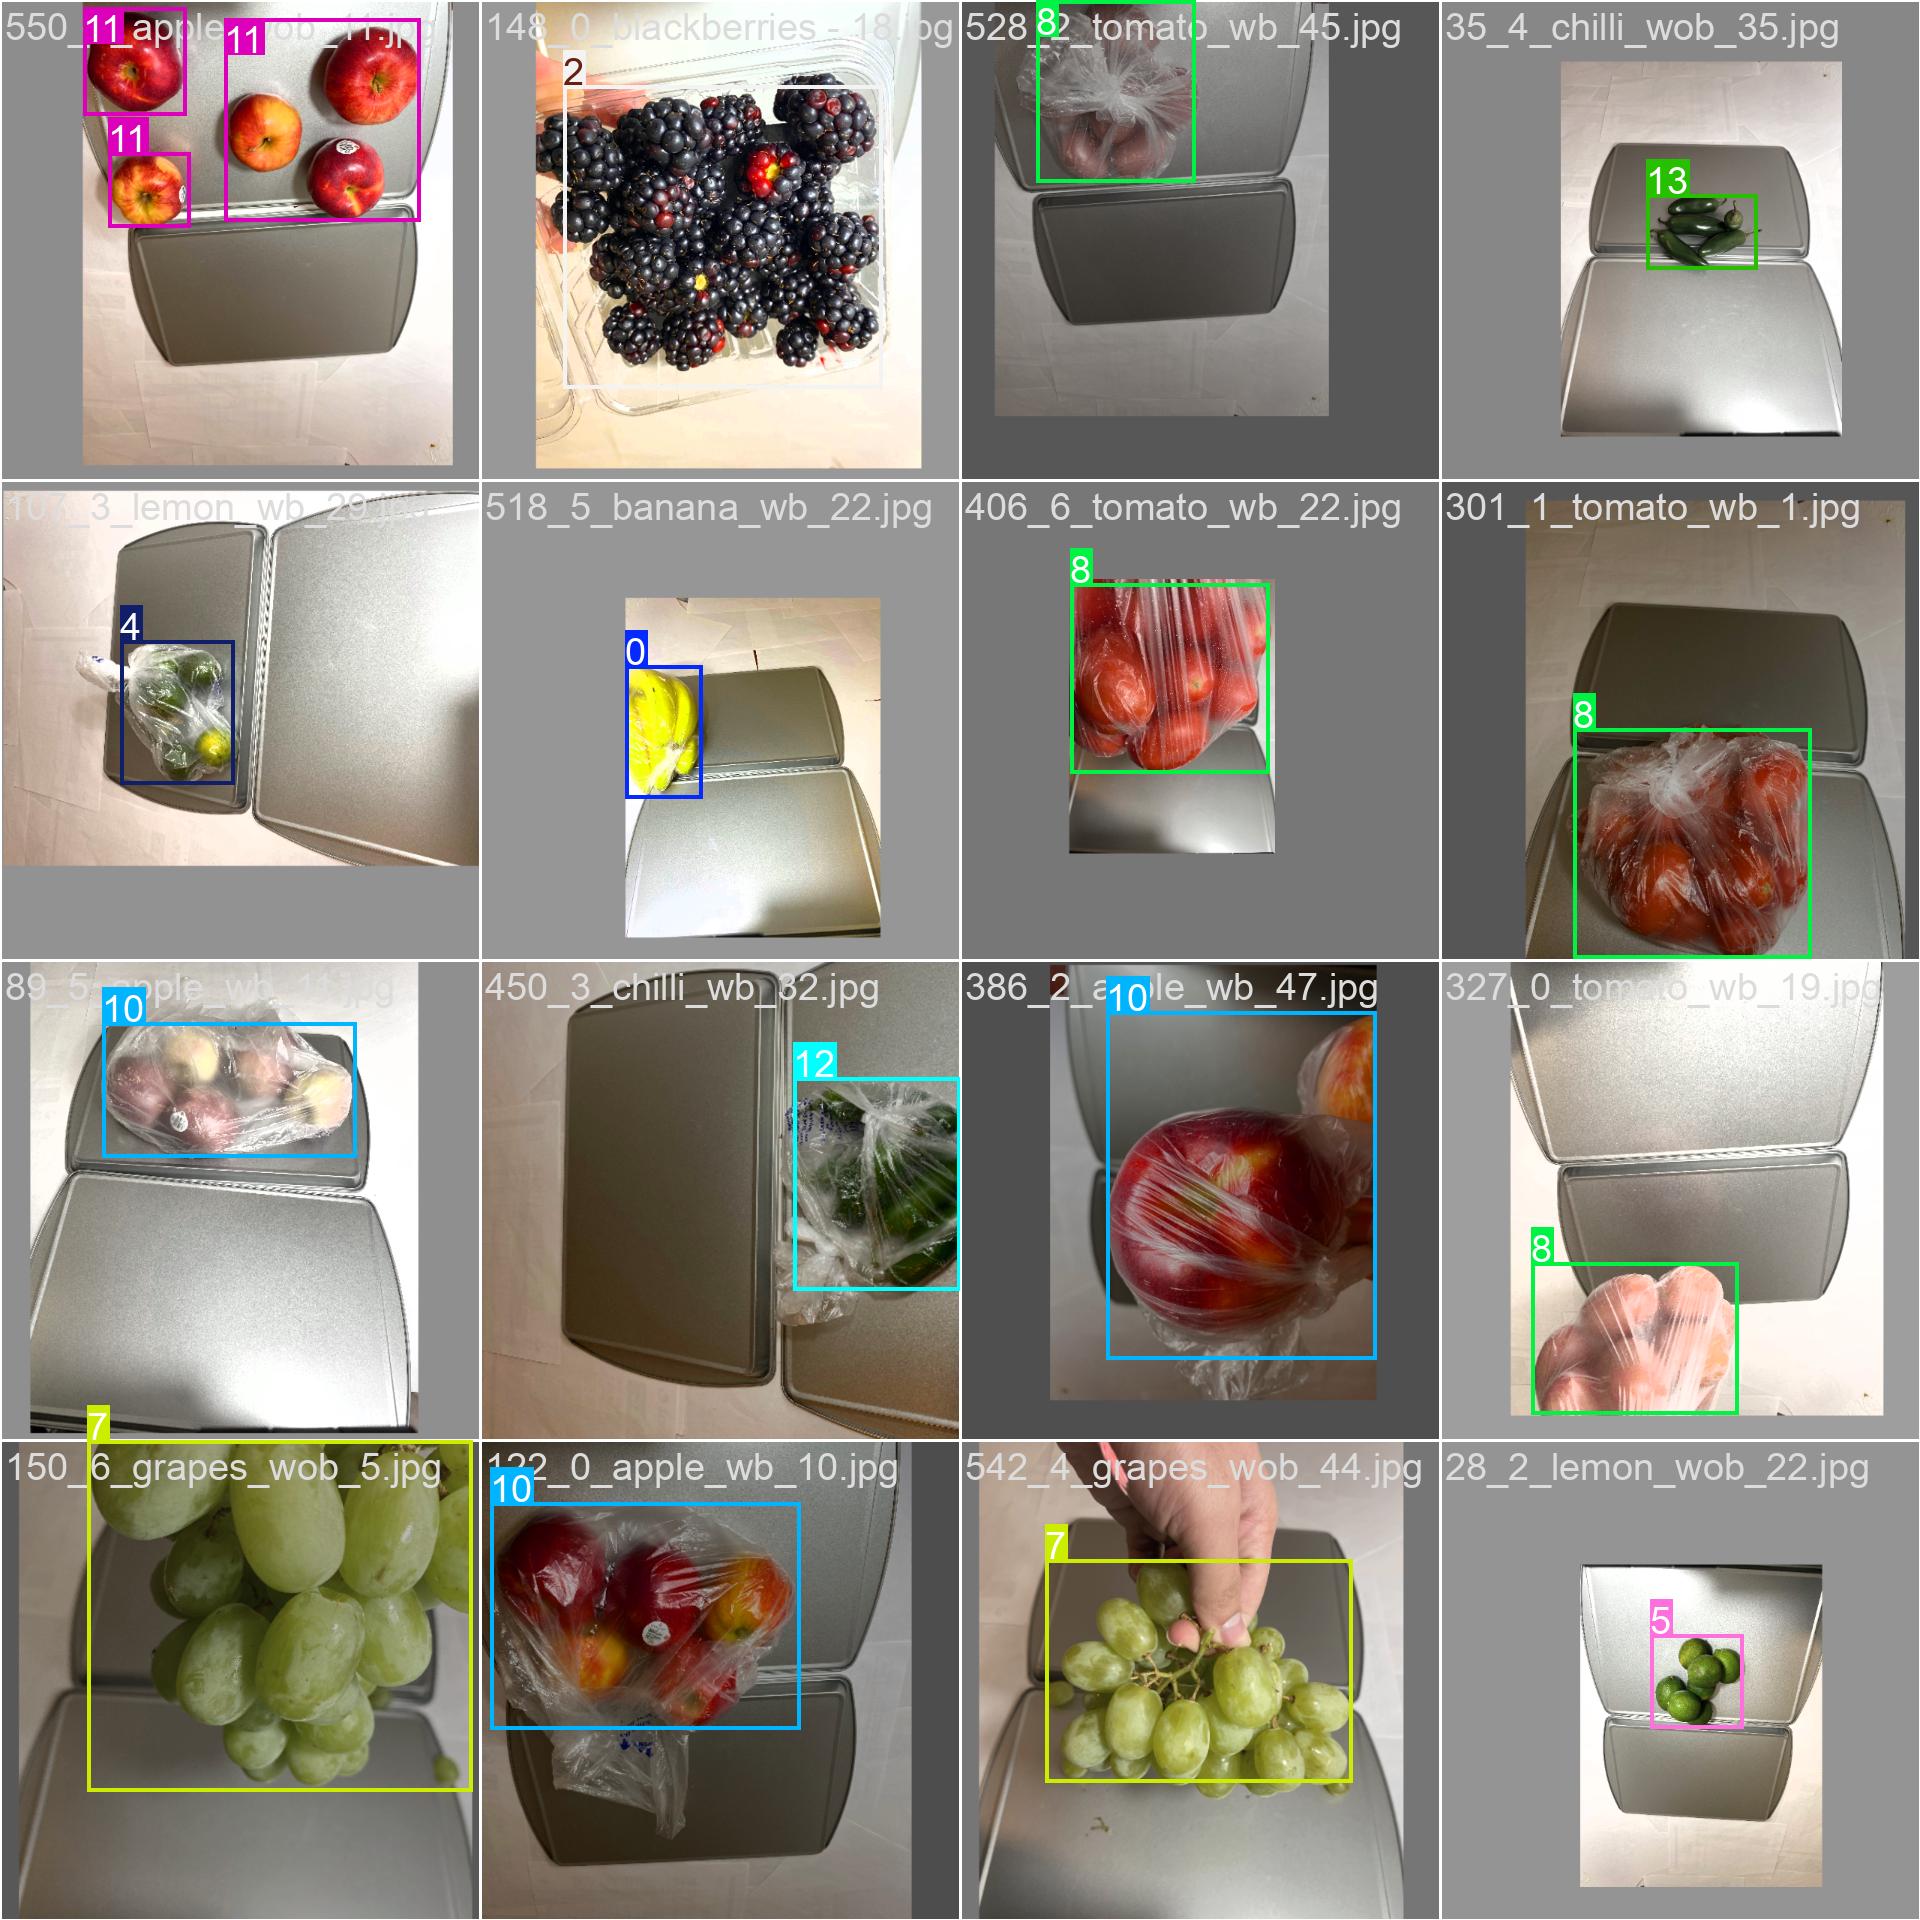 550_1_apple_wob_11.jpg
11
11
11
148_0_blackberries - 18.jpg
2
528_2_tomato_wb_45.jpg
8
35_4_chilli_wob_35.jpg
13
107_3_lemon_wb_29.jpg
4
518_5_banana_wb_22.jpg
0
406_6_tomato_wb_22.jpg
8
301_1_tomato_wb_1.jpg
8
89_5_apple_wb_11.jpg
10
450_3_chilli_wb_32.jpg
12
386_2_apple_wb_47.jpg
10
327_0_tomato_wb_19.jpg
8
150_6_grapes_wob_5.jpg
7
122_0_apple_wb_10.jpg
10
542_4_grapes_wob_44.jpg
7
28_2_lemon_wob_22.jpg
5